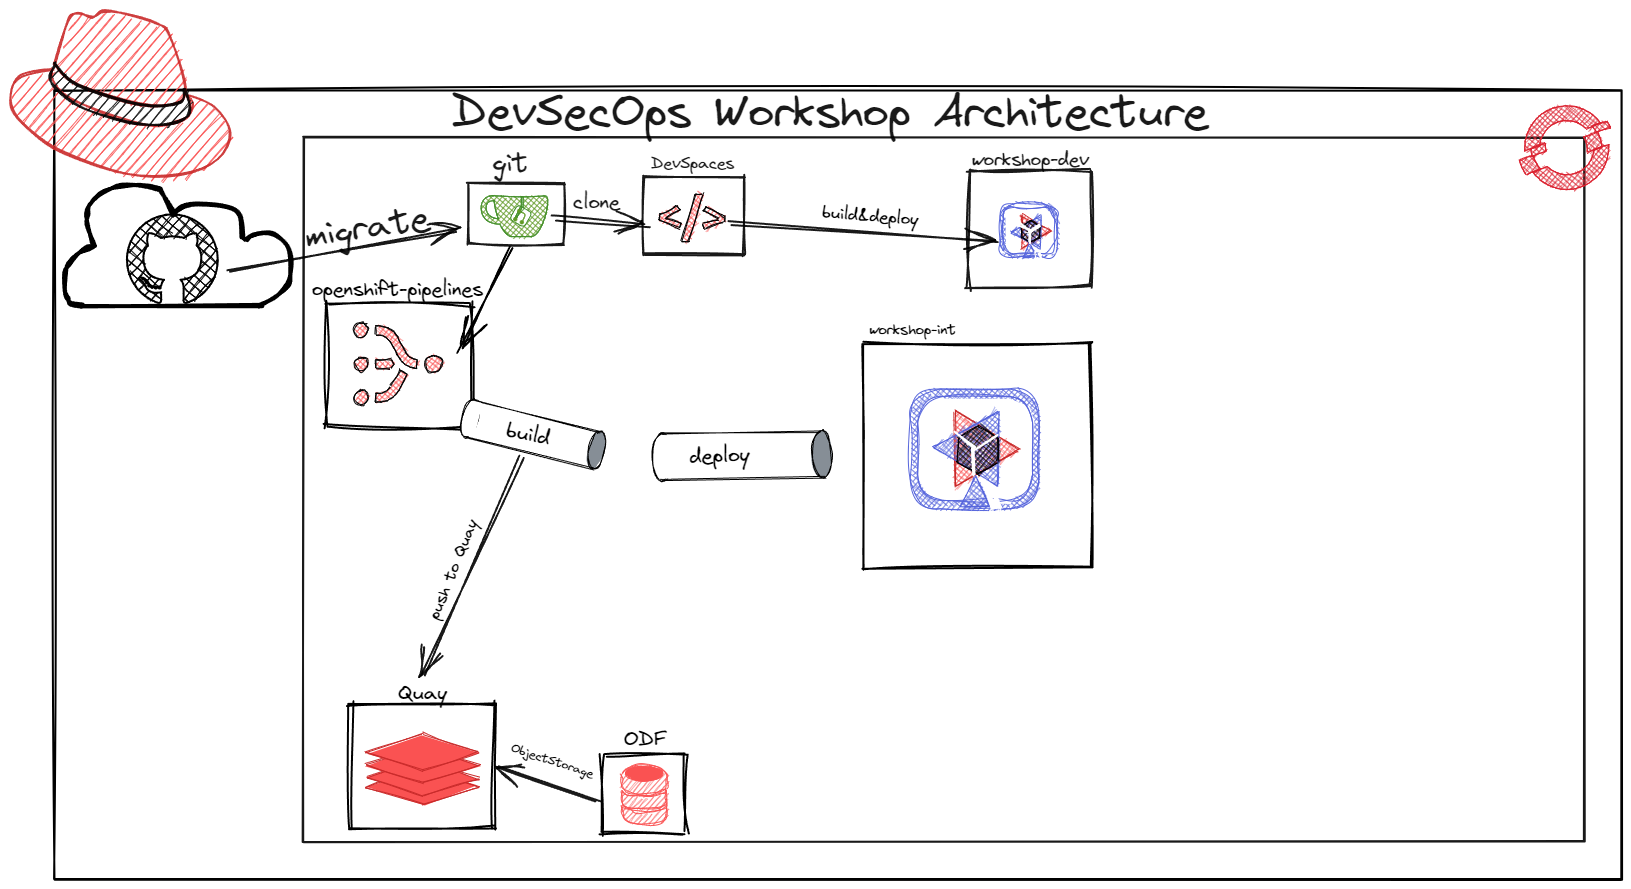 DevSecOps Workshop Architecture
git
DevSpaces
workshop-dev
migrate
clone
build&deploy
openshift-pipelines
workshop-int
build
deploy
push to Quay
Quay
ObjectStorage
ODF